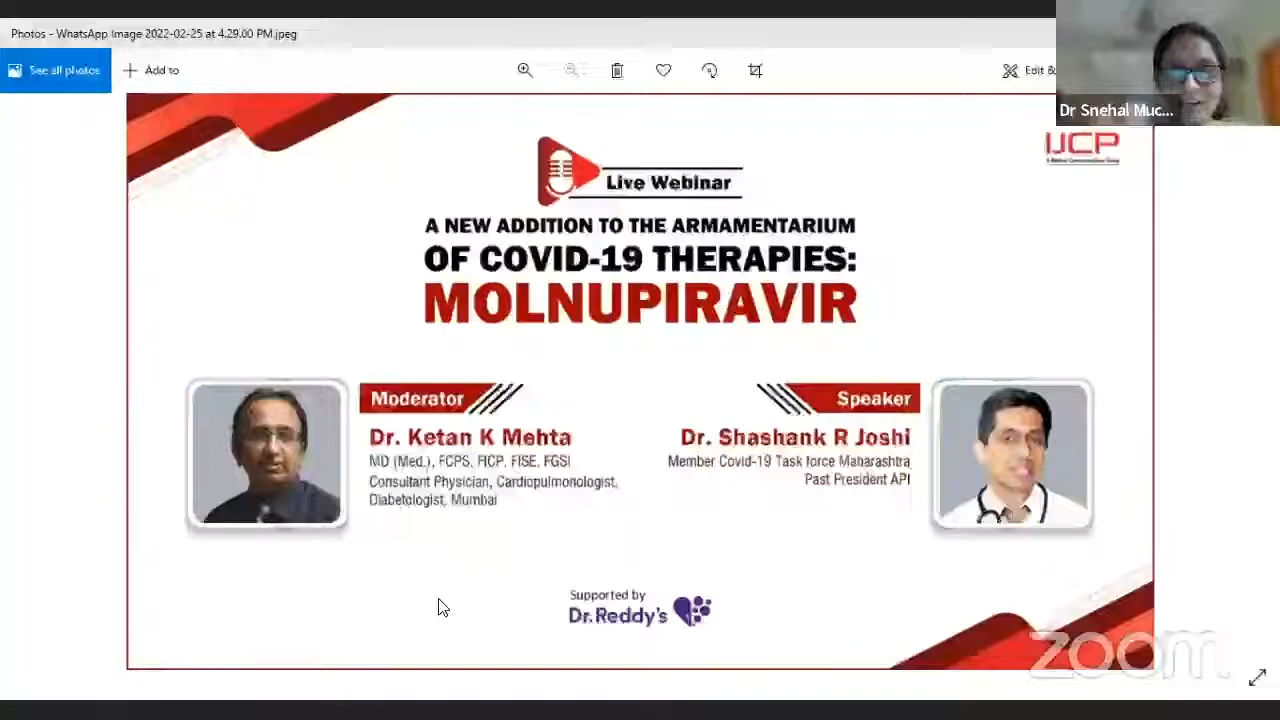 Photos - WhatsApp Image 2022-02-25 at 4.29.00 PM.jpeg
See all photos
Add to
Edit &
Dr Snehal Muc...
IJCP
Live Webinar
A NEW ADDITION TO THE ARMAMENTARIUM
OF COVID-19 THERAPIES:
MOLNUPIRAVIR
Moderator
Dr. Ketan K Mehta
MD (Med.), FCPS, FICP, FISE, FGSI
Consultant Physician, Cardiopulmonologist,
Diabetologist, Mumbai
Speaker
Dr. Shashank R Joshi
Member Covid-19 Task force Maharashtra
Past President API
Supported by
Dr.Reddy's
zoom